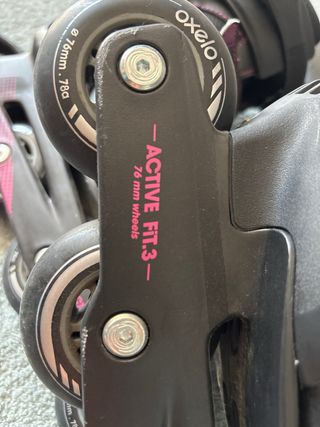 oxelo
ø 76mm . 78a
— ACTIVE FiT.3 —
76 mm wheels